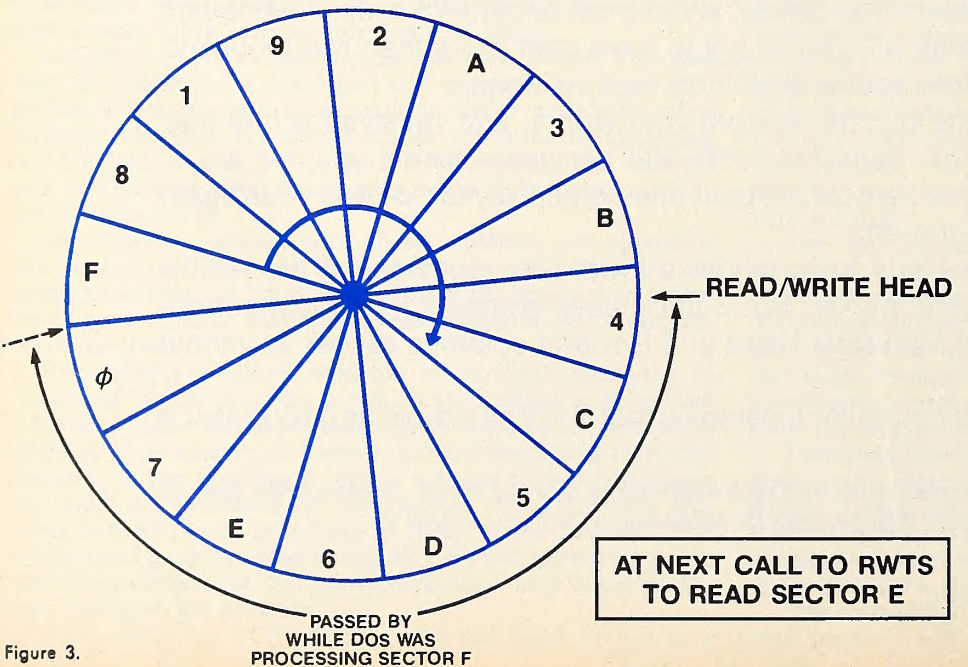 9
2
A
1
3
8
B
F
READ/WRITE HEAD
4
φ
C
7
5
E
D
6
AT NEXT CALL TO RWTS
TO READ SECTOR E
PASSED BY
WHILE DOS WAS
PROCESSING SECTOR F
Figure 3.